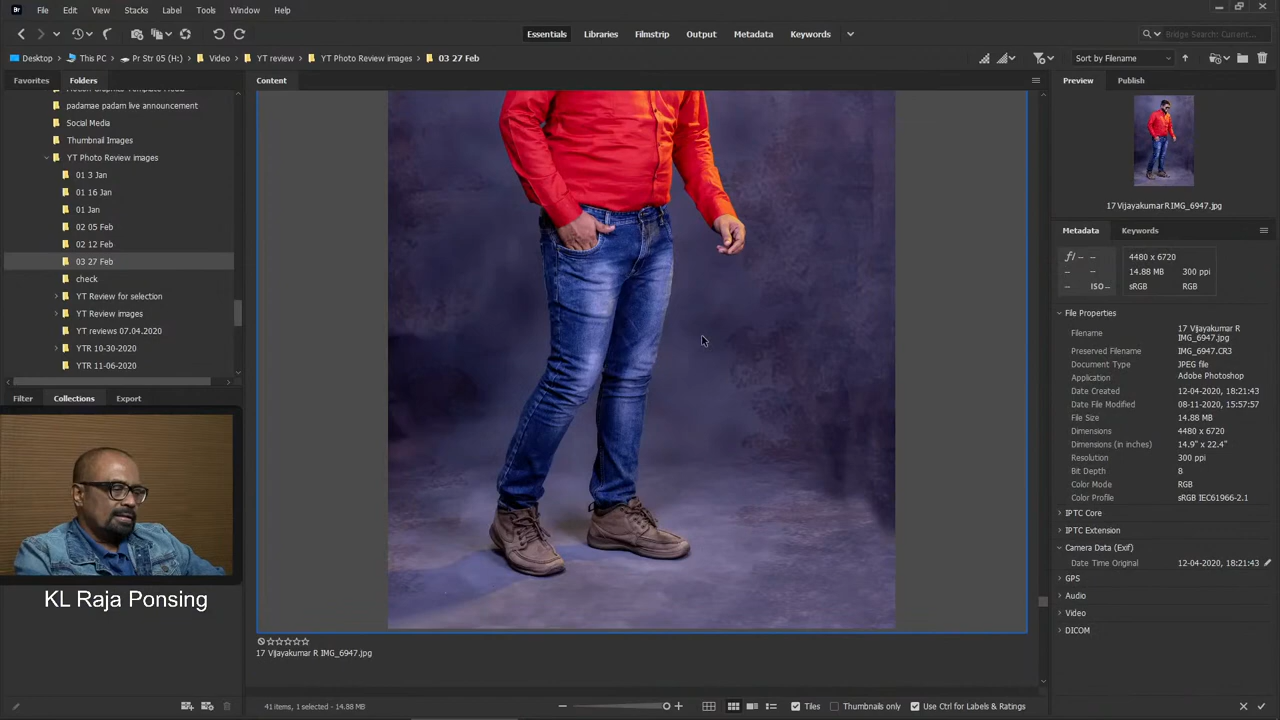 Br File Edit View Stacks Label Tools Window Help
Essentials Libraries Filmstrip Output Metadata Keywords Bridge Search: Current...
Desktop This PC Pr Str 05 (H:) Video YT review YT Photo Review images 03 27 Feb Sort by Filename
Favorites Folders Content Preview Publish
padamae padam live announcement
Social Media
Thumbnail Images
YT Photo Review images
01 3 Jan
01 16 Jan
01 Jan
02 05 Feb
02 12 Feb
03 27 Feb
check
YT Review for selection
YT Review images
YT reviews 07.04.2020
YTR 10-30-2020
YTR 11-06-2020
Filter Collections Export
KL Raja Ponsing
17 Vijayakumar R IMG_6947.jpg
41 items, 1 selected - 14.88 MB Tiles Thumbnails only Use Ctrl for Labels & Ratings
17 Vijayakumar R IMG_6947.jpg
Metadata Keywords
f/ -- -- 4480 x 6720
-- -- 14.88 MB 300 ppi
-- ISO -- sRGB RGB
File Properties
Filename 17 Vijayakumar R
IMG_6947.jpg
Preserved Filename IMG_6947.CR3
Document Type JPEG file
Application Adobe Photoshop
Date Created 12-04-2020, 18:21:43
Date File Modified 08-11-2020, 15:57:57
File Size 14.88 MB
Dimensions 4480 x 6720
Dimensions (in inches) 14.9" x 22.4"
Resolution 300 ppi
Bit Depth 8
Color Mode RGB
Color Profile sRGB IEC61966-2.1
IPTC Core
IPTC Extension
Camera Data (Exif)
Date Time Original 12-04-2020, 18:21:43
GPS
Audio
Video
DICOM